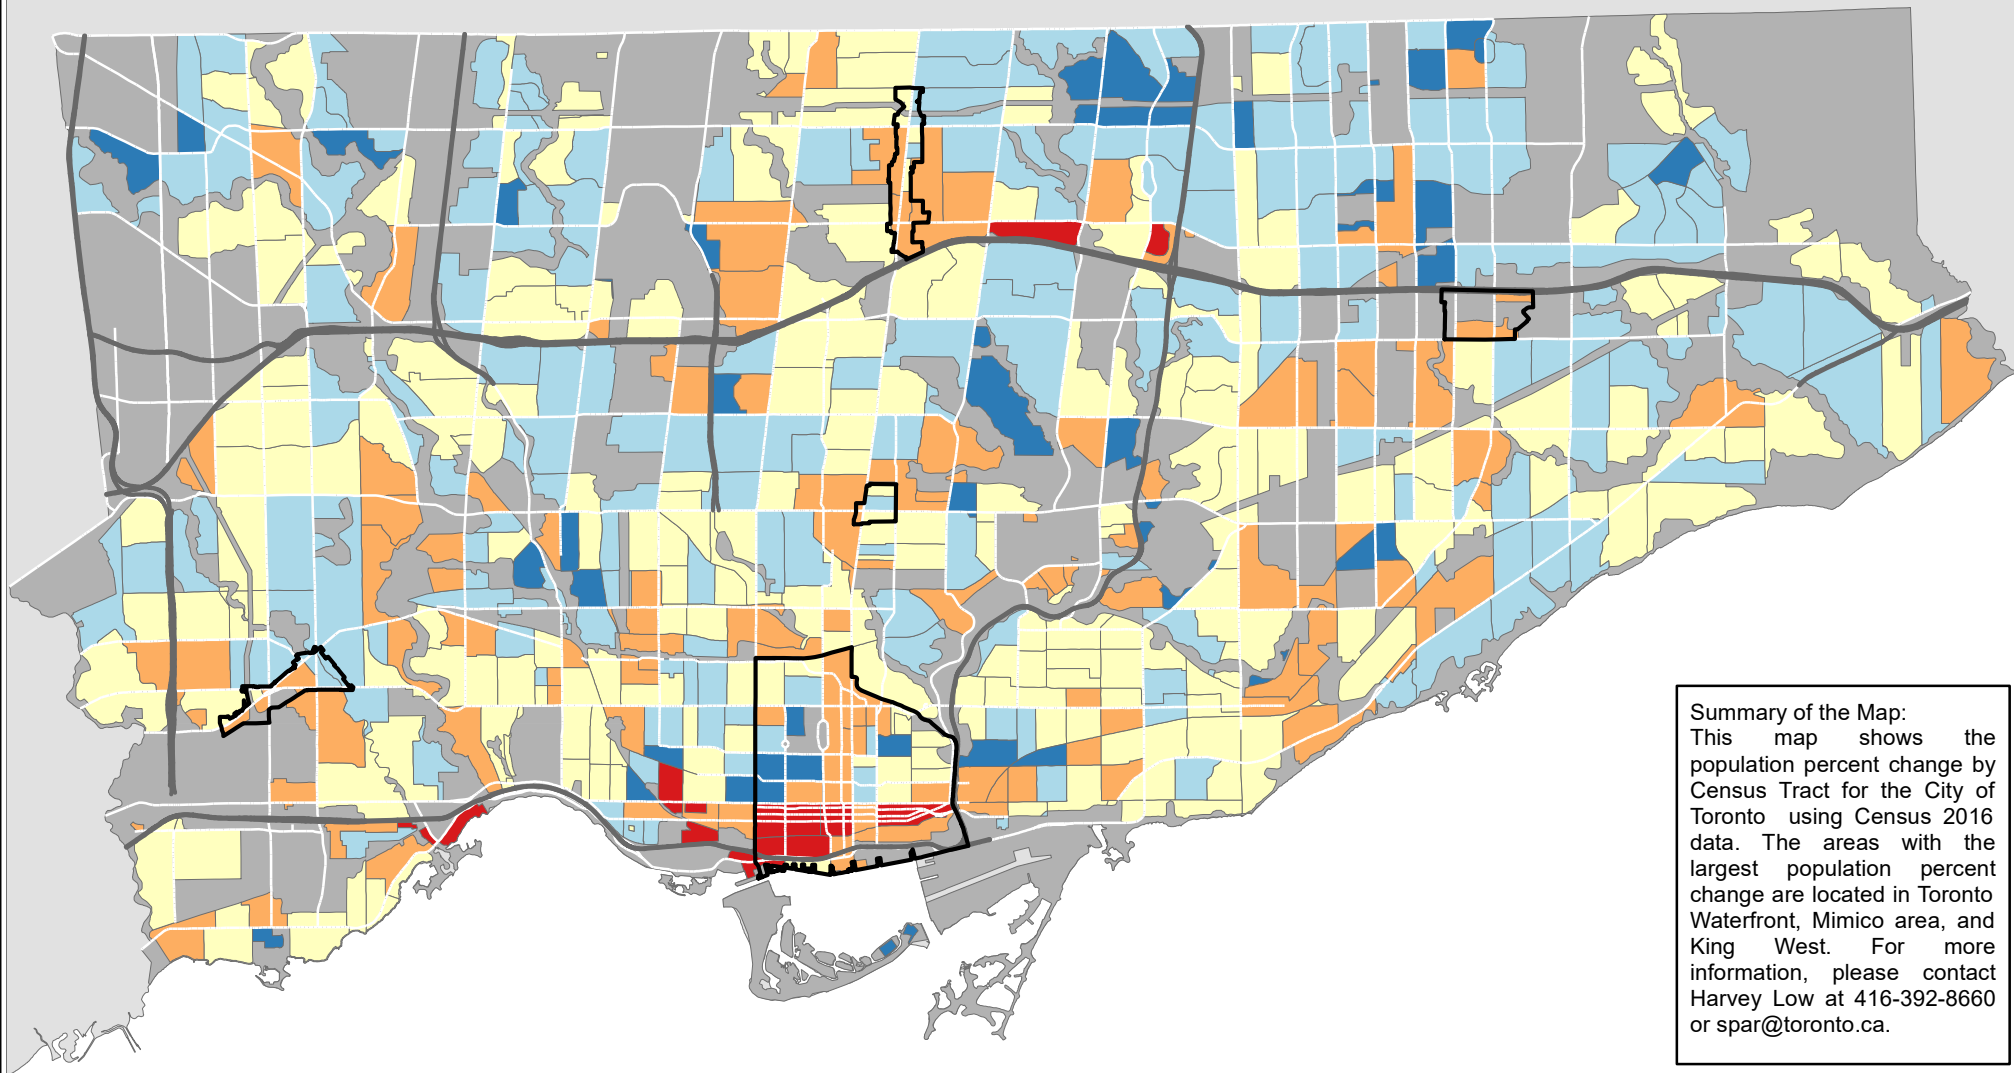 Summary of the Map:
This map shows the
population percent change by
Census Tract for the City of
Toronto using Census 2016
data. The areas with the
largest population percent
change are located in Toronto
Waterfront, Mimico area, and
King West. For more
information, please contact
Harvey Low at 416-392-8660
or spar@toronto.ca.